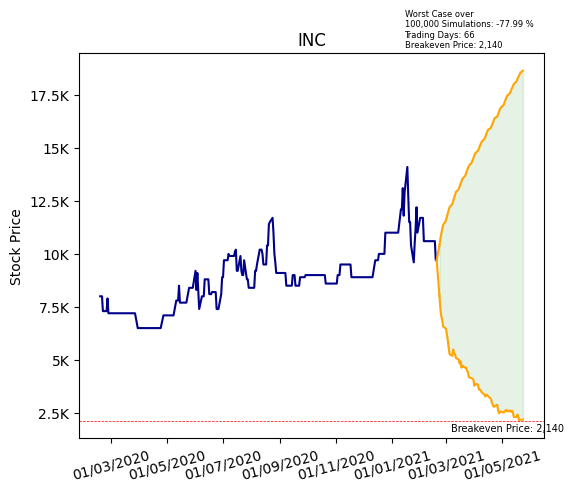 Worst Case over
100,000 Simulations: -77.99 %
Trading Days: 66
Breakeven Price: 2,140
INC
Stock Price
17.5K
15K
12.5K
10K
7.5K
5K
2.5K
Breakeven Price: 2,140
01/03/2020
01/05/2020
01/07/2020
01/09/2020
01/11/2020
01/01/2021
01/03/2021
01/05/2021